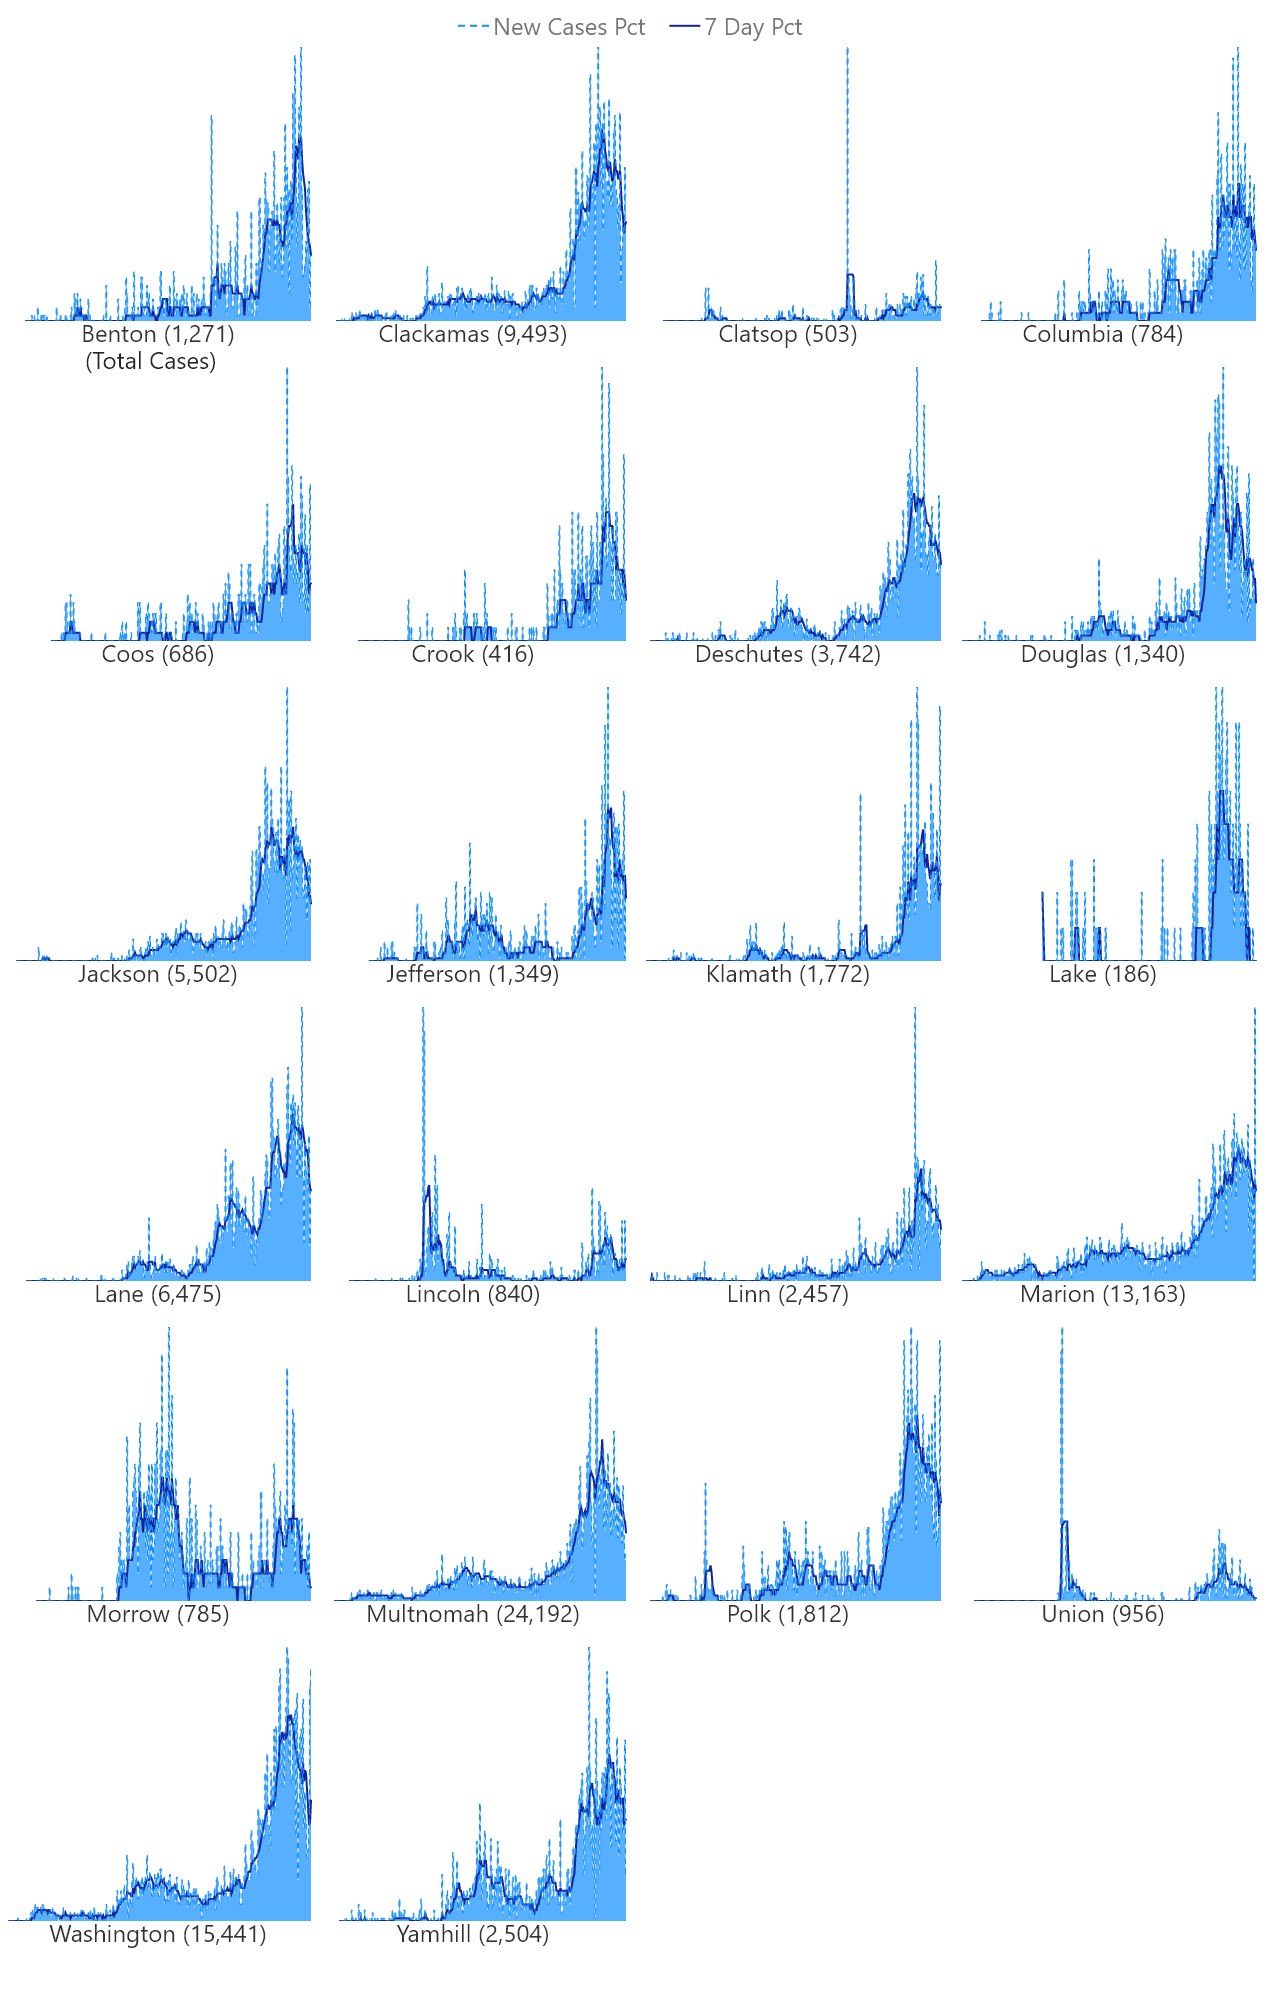 New Cases Pct 7 Day Pct
Benton (1,271) Clackamas (9,493) Clatsop (503) Columbia (784)
(Total Cases)
Coos (686) Crook (416) Deschutes (3,742) Douglas (1,340)
Jackson (5,502) Jefferson (1,349) Klamath (1,772) Lake (186)
Lane (6,475) Lincoln (840) Linn (2,457) Marion (13,163)
Morrow (785) Multnomah (24,192) Polk (1,812) Union (956)
Washington (15,441) Yamhill (2,504)